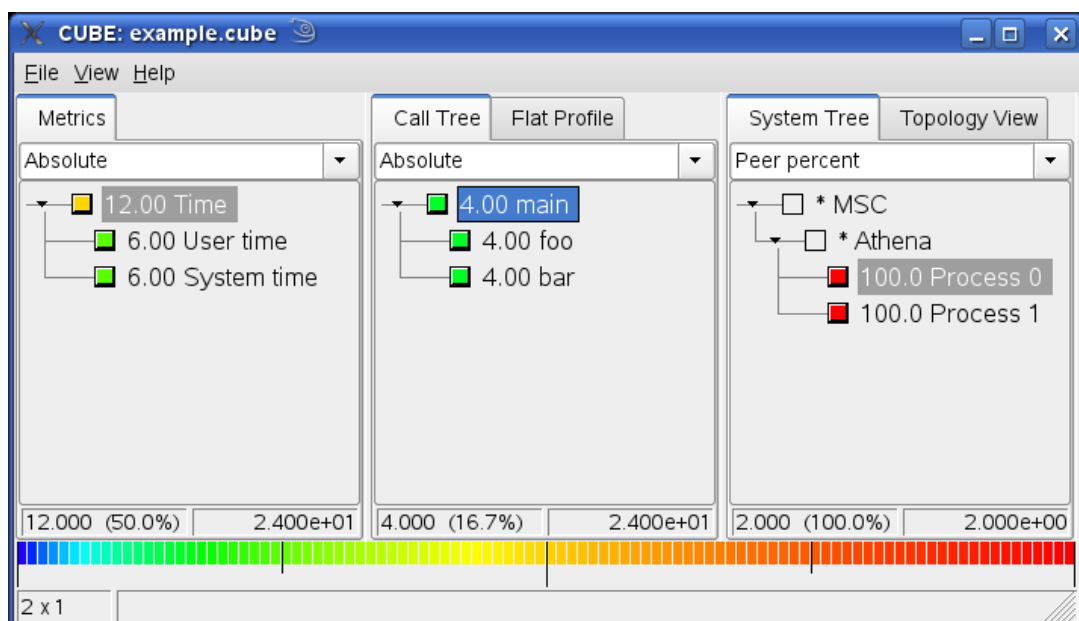 CUBE: example.cube
File View Help
Metrics
Call Tree Flat Profile
System Tree Topology View
Absolute
Absolute
Peer percent
12.00 Time
6.00 User time
6.00 System time
4.00 main
4.00 foo
4.00 bar
* MSC
* Athena
100.0 Process 0
100.0 Process 1
12.000 (50.0%) 2.400e+01
4.000 (16.7%) 2.400e+01
2.000 (100.0%) 2.000e+00
2 x 1